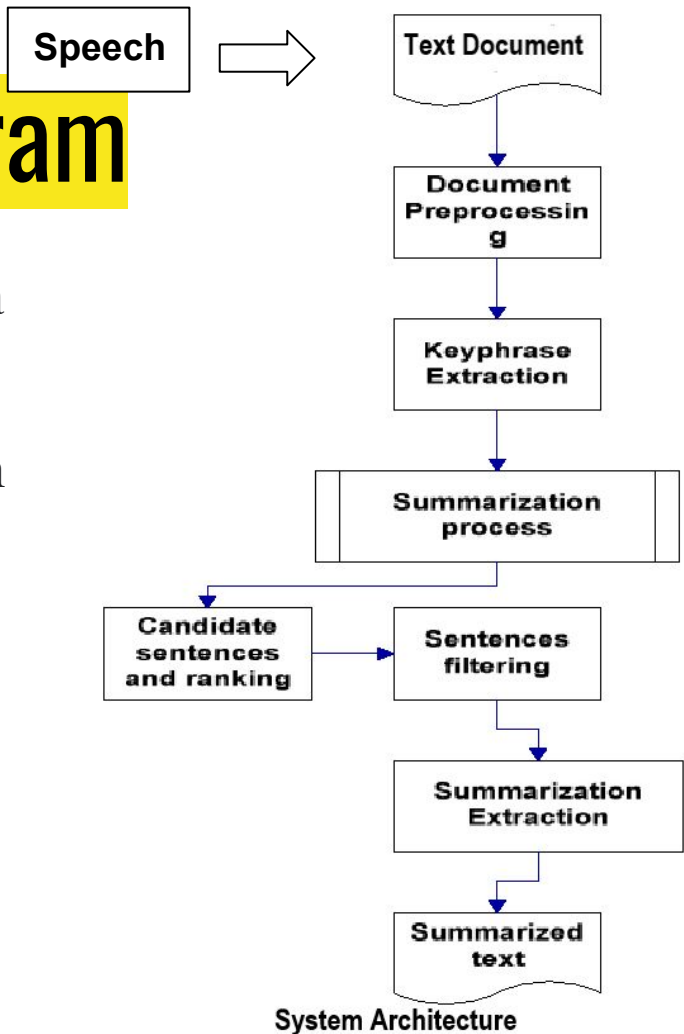 Speech
Text Document
ram
Document
Preprocessin
g
a
Keyphrase
Extraction
n
Summarization
process
Candidate
sentences
and ranking
Sentences
filtering
Summarization
Extraction
Summarized
text
System Architecture